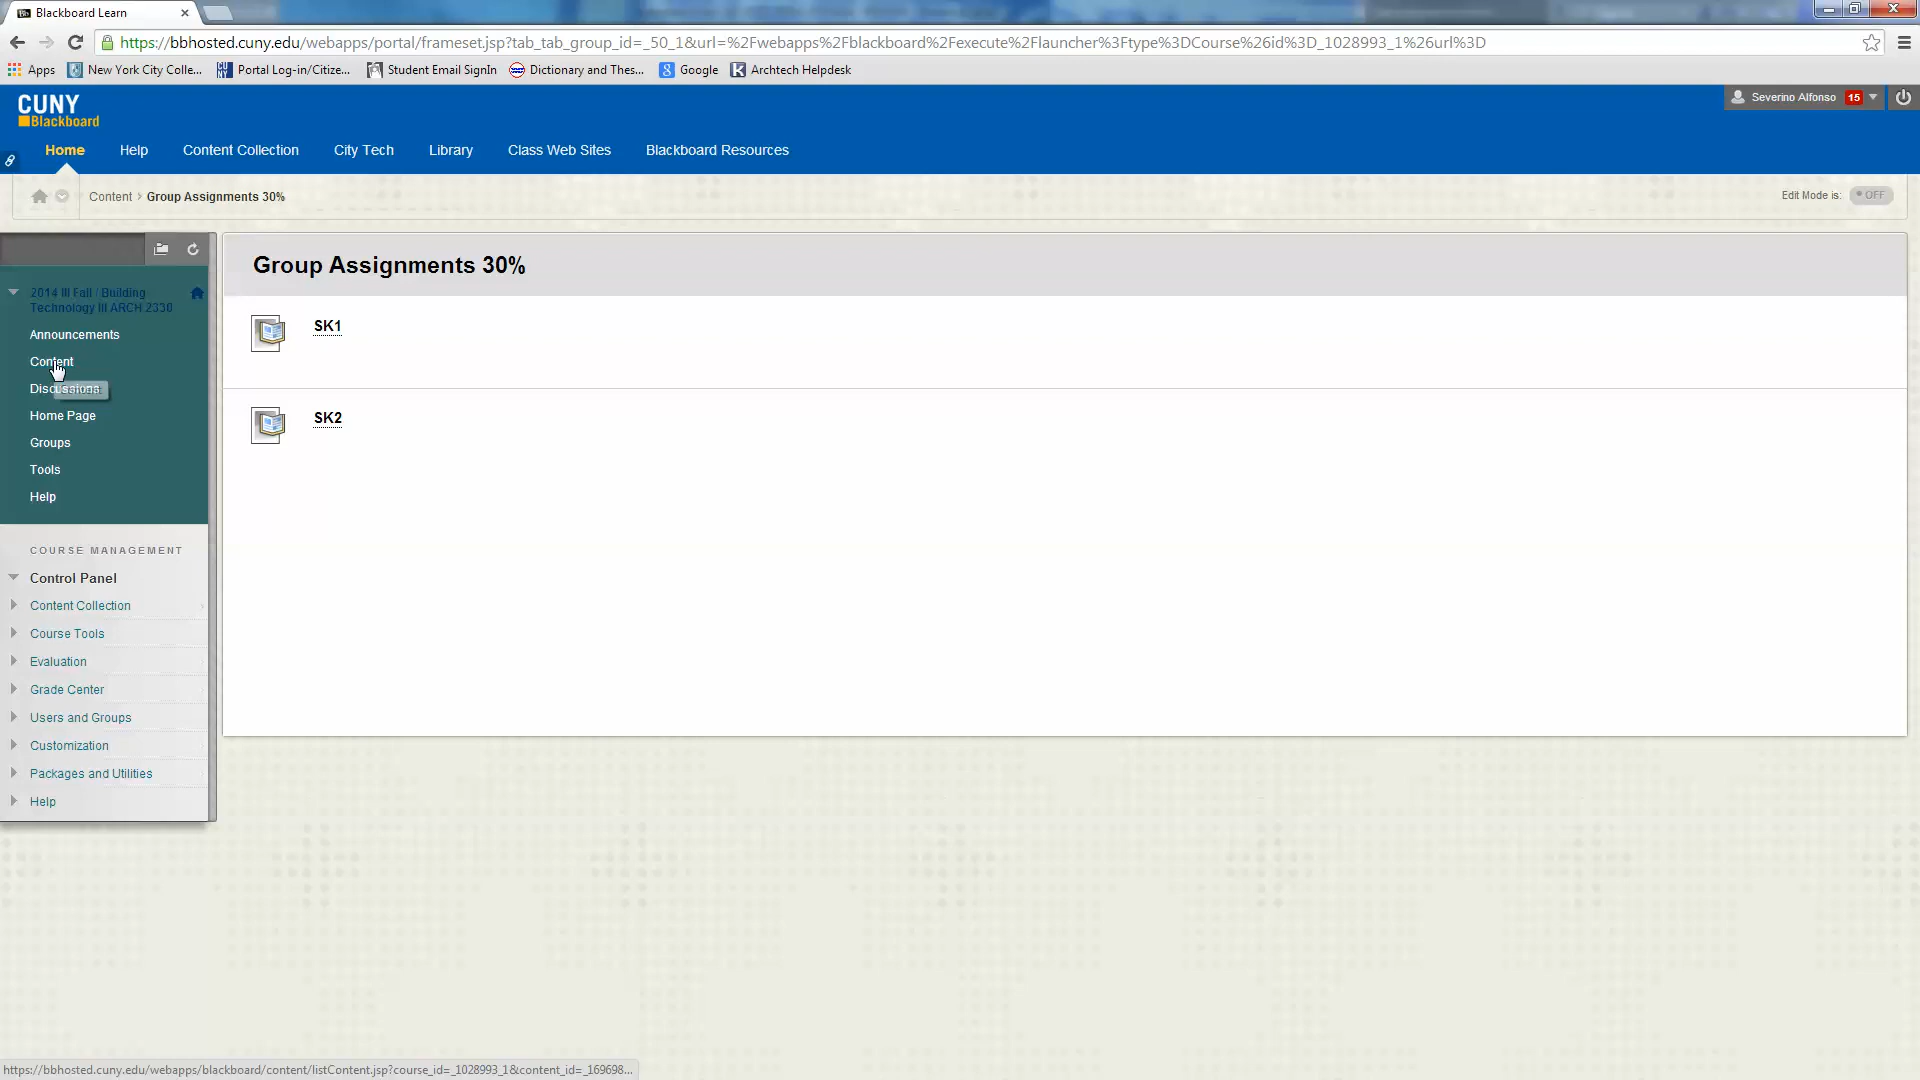 Blackboard Learn
https://bbhosted.cuny.edu/webapps/portal/frameset.jsp?tab_tab_group_id=_50_1&url=%2Fwebapps%2Fblackboard%2Fexecute%2Flauncher%3Ftype%3DCourse%26id%3D_1028993_1%26url%3D
Apps New York City Colle... Portal Log-in/Citize... Student Email SignIn Dictionary and Thes... Google Archtech Helpdesk
CUNY
Blackboard
Severino Alfonso 15
Home Help Content Collection City Tech Library Class Web Sites Blackboard Resources
Content > Group Assignments 30%
Edit Mode is: OFF
2014 III Fall / Building
Technology III ARCH 2330
Announcements
Content
Discussions
Home Page
Groups
Tools
Help
COURSE MANAGEMENT
Control Panel
Content Collection
Course Tools
Evaluation
Grade Center
Users and Groups
Customization
Packages and Utilities
Help
Group Assignments 30%
SK1
SK2
https://bbhosted.cuny.edu/webapps/blackboard/content/listContent.jsp?course_id=_1028993_1&content_id=_169698...